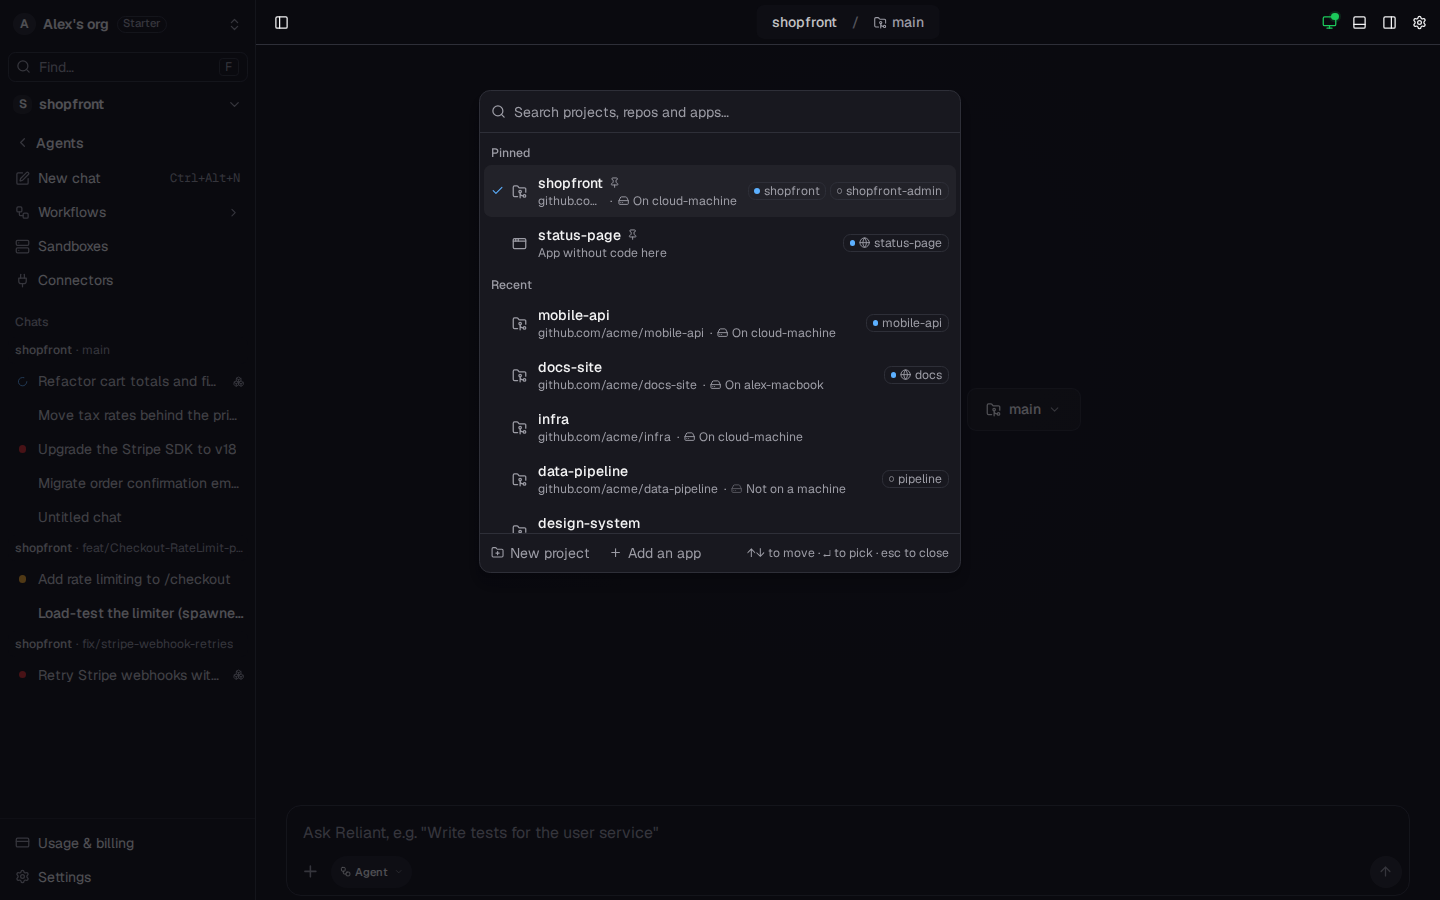 A Alex's org Starter
Find... F
S shopfront
Agents
New chat Ctrl+Alt+N
Workflows
Sandboxes
Connectors
Chats
shopfront · main
Refactor cart totals and fi...
Move tax rates behind the pri...
Upgrade the Stripe SDK to v18
Migrate order confirmation em...
Untitled chat
shopfront · feat/Checkout-RateLimit-p...
Add rate limiting to /checkout
Load-test the limiter (spawne...
shopfront · fix/stripe-webhook-retries
Retry Stripe webhooks wit...
Usage & billing
Settings
shopfront / main
Search projects, repos and apps...
Pinned
shopfront
github.co... · On cloud-machine
shopfront shopfront-admin
status-page
App without code here
status-page
Recent
mobile-api
github.com/acme/mobile-api · On cloud-machine
mobile-api
docs-site
github.com/acme/docs-site · On alex-macbook
docs
infra
github.com/acme/infra · On cloud-machine
data-pipeline
github.com/acme/data-pipeline · Not on a machine
pipeline
design-system
New project + Add an app ↑↓ to move · ↵ to pick · esc to close
main
Ask Reliant, e.g. "Write tests for the user service"
Agent